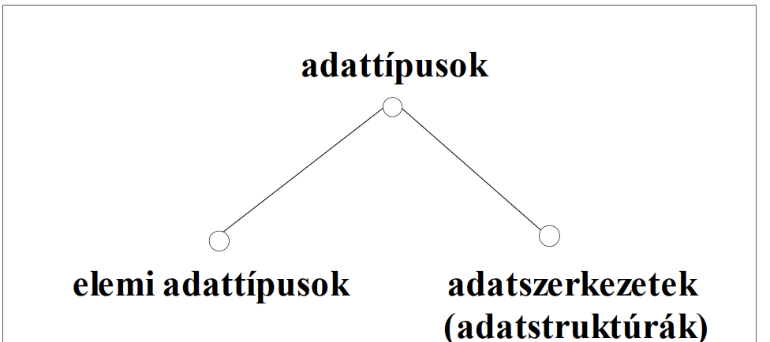 adattípusok
elemi adattípusok
adatszerkezetek
(adatstruktúrák)